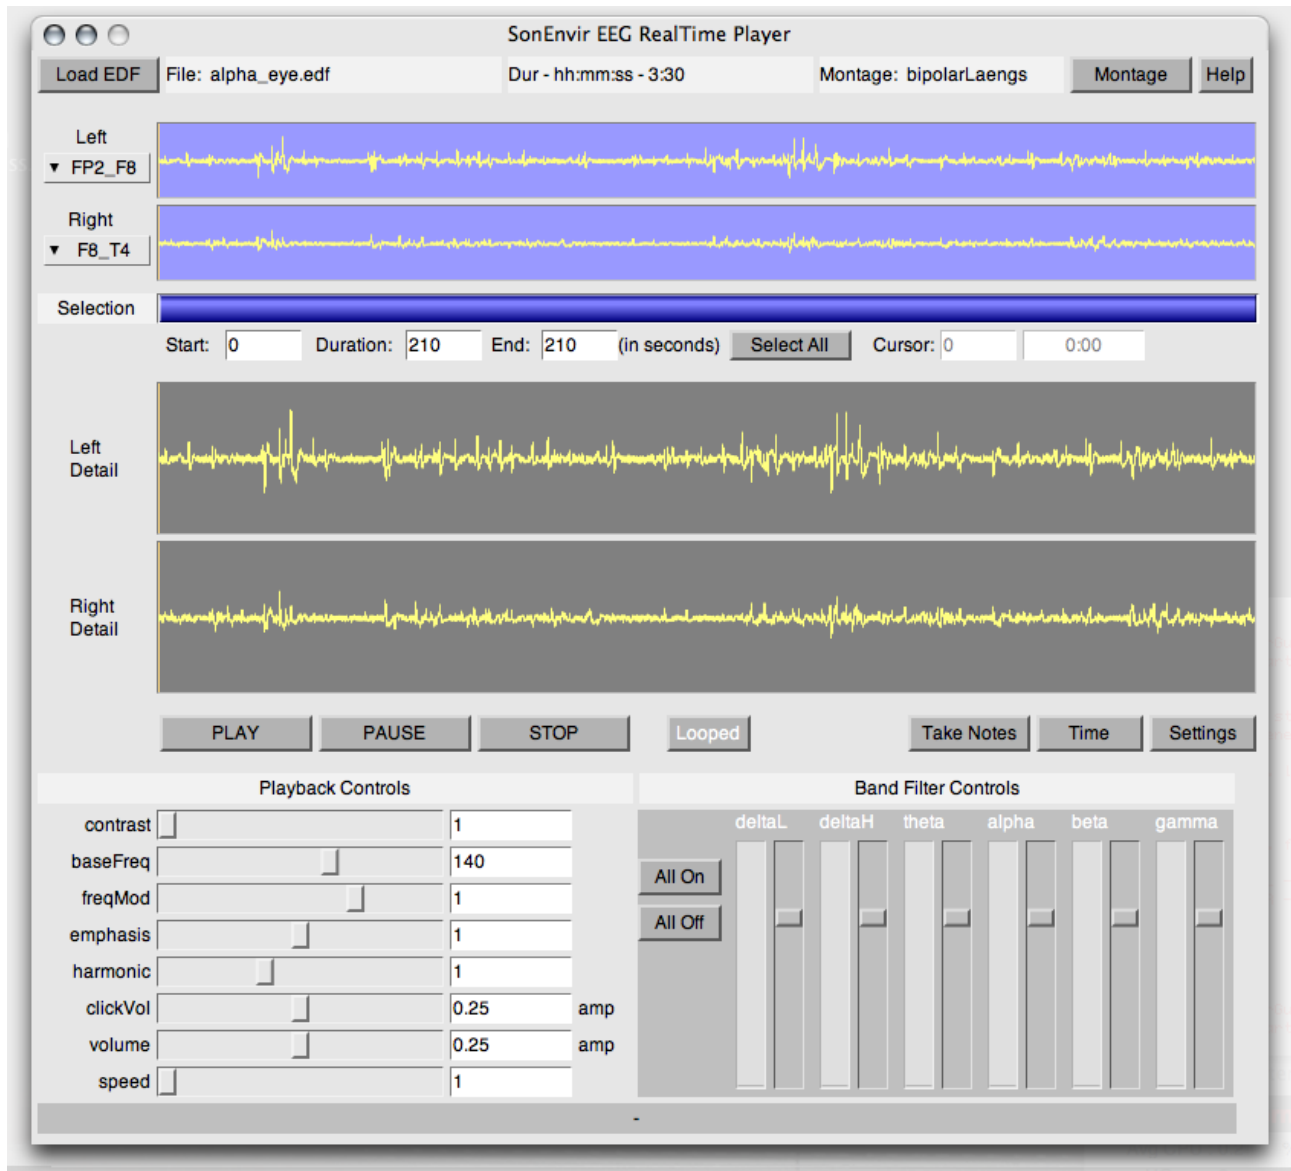 SonEnvir EEG RealTime Player
Load EDF File: alpha_eye.edf Dur - hh:mm:ss - 3:30 Montage: bipolarLaengs Montage Help
Left
▼ FP2_F8
Right
▼ F8_T4
Selection
Start: 0 Duration: 210 End: 210 (in seconds) Select All Cursor: 0 0:00
Left
Detail
Right
Detail
PLAY PAUSE STOP Looped Take Notes Time Settings
Playback Controls Band Filter Controls
deltaL deltaH theta alpha beta gamma
contrast 1
baseFreq 140
All On
freqMod 1
All Off
emphasis 1
harmonic 1
clickVol 0.25 amp
volume 0.25 amp
speed 1
-